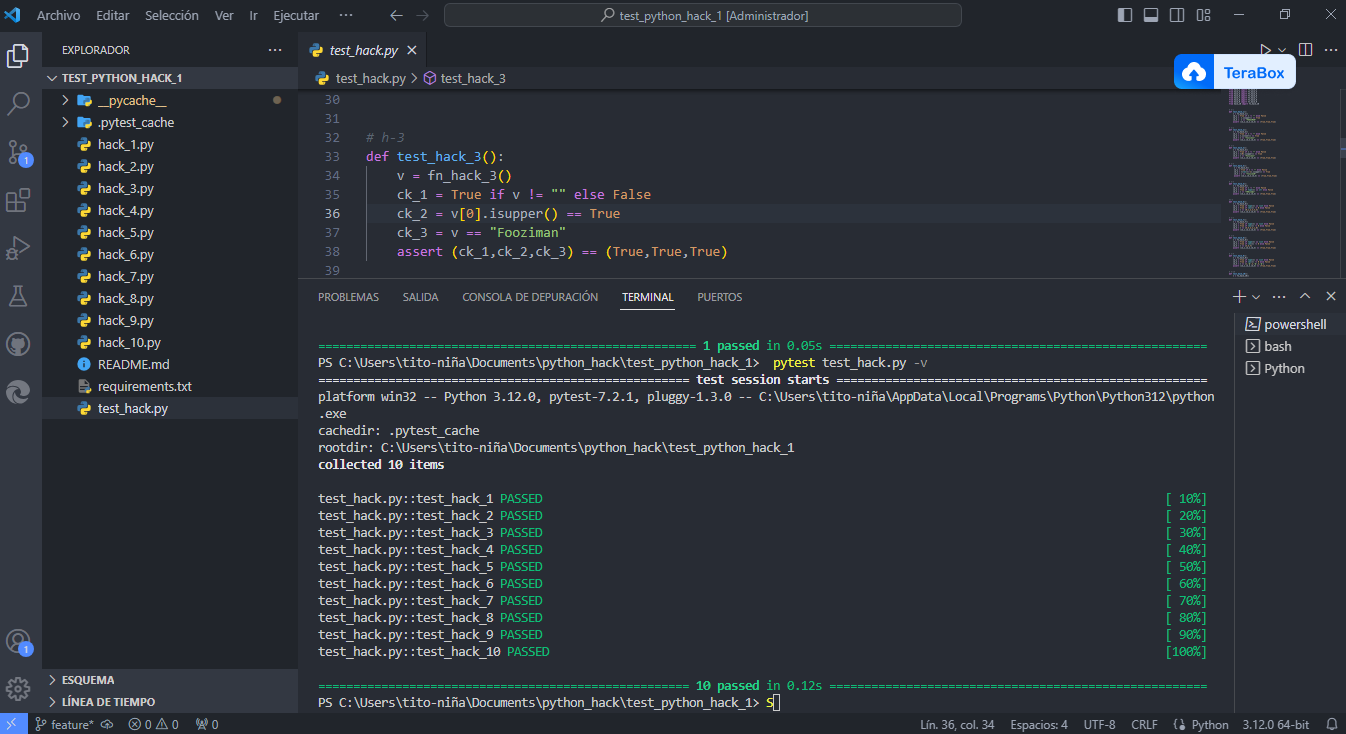 Archivo Editar Selección Ver Ir Ejecutar ··· test_python_hack_1 [Administrador]
EXPLORADOR ···
TEST_PYTHON_HACK_1
__pycache__
.pytest_cache
hack_1.py
hack_2.py
hack_3.py
hack_4.py
hack_5.py
hack_6.py
hack_7.py
hack_8.py
hack_9.py
hack_10.py
README.md
requirements.txt
test_hack.py
ESQUEMA
LÍNEA DE TIEMPO
1
1
test_hack.py
test_hack.py > test_hack_3
TeraBox
30
31
32 # h-3
33 def test_hack_3():
34 v = fn_hack_3()
35 ck_1 = True if v != "" else False
36 ck_2 = v[0].isupper() == True
37 ck_3 = v == "Fooziman"
38 assert (ck_1,ck_2,ck_3) == (True,True,True)
39
PROBLEMAS SALIDA CONSOLA DE DEPURACIÓN TERMINAL PUERTOS
powershell
bash
Python
1 passed in 0.05s
PS C:\Users\tito-niña\Documents\python_hack\test_python_hack_1> pytest test_hack.py -v
test session starts
platform win32 -- Python 3.12.0, pytest-7.2.1, pluggy-1.3.0 -- C:\Users\tito-niña\AppData\Local\Programs\Python\Python312\python
.exe
cachedir: .pytest_cache
rootdir: C:\Users\tito-niña\Documents\python_hack\test_python_hack_1
collected 10 items
test_hack.py::test_hack_1 PASSED [ 10%]
test_hack.py::test_hack_2 PASSED [ 20%]
test_hack.py::test_hack_3 PASSED [ 30%]
test_hack.py::test_hack_4 PASSED [ 40%]
test_hack.py::test_hack_5 PASSED [ 50%]
test_hack.py::test_hack_6 PASSED [ 60%]
test_hack.py::test_hack_7 PASSED [ 70%]
test_hack.py::test_hack_8 PASSED [ 80%]
test_hack.py::test_hack_9 PASSED [ 90%]
test_hack.py::test_hack_10 PASSED [100%]
10 passed in 0.12s
PS C:\Users\tito-niña\Documents\python_hack\test_python_hack_1> S
feature* 0 0 0 Lín. 36, col. 34 Espacios: 4 UTF-8 CRLF Python 3.12.0 64-bit